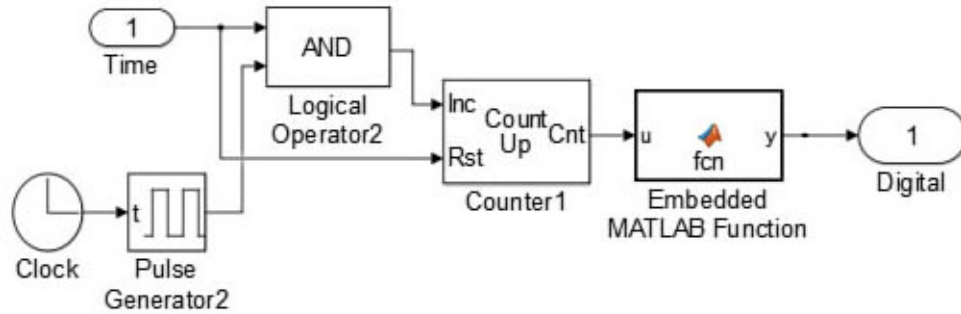 1
Time
AND
Logical
Operator2
Inc
Rst
Count
Up
Cnt
Counter1
u
fcn
y
Embedded
MATLAB Function
1
Digital
Clock
t
Pulse
Generator2